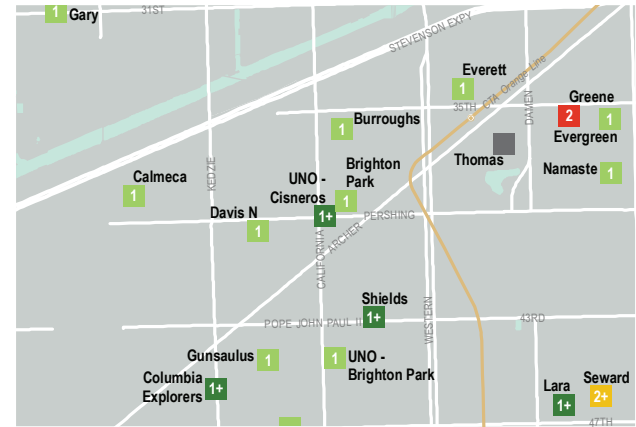 1
Gary
31ST
STEVENSON EXPY
Everett
1
CTA Orange Line
35TH
DAMEN
Greene
2
1
Evergreen
Burroughs
1
Thomas
Namaste
1
Calmeca
1
KEDZIE
UNO -
Cisneros
1+
Brighton
Park
1
Davis N
1
PERSHING
ARCHER
CALIFORNIA
WESTERN
Shields
1+
POPE JOHN PAUL II
43RD
Gunsaulus
1
1
UNO -
Brighton Park
Columbia
Explorers
1+
Lara
1+
Seward
2+
47TH